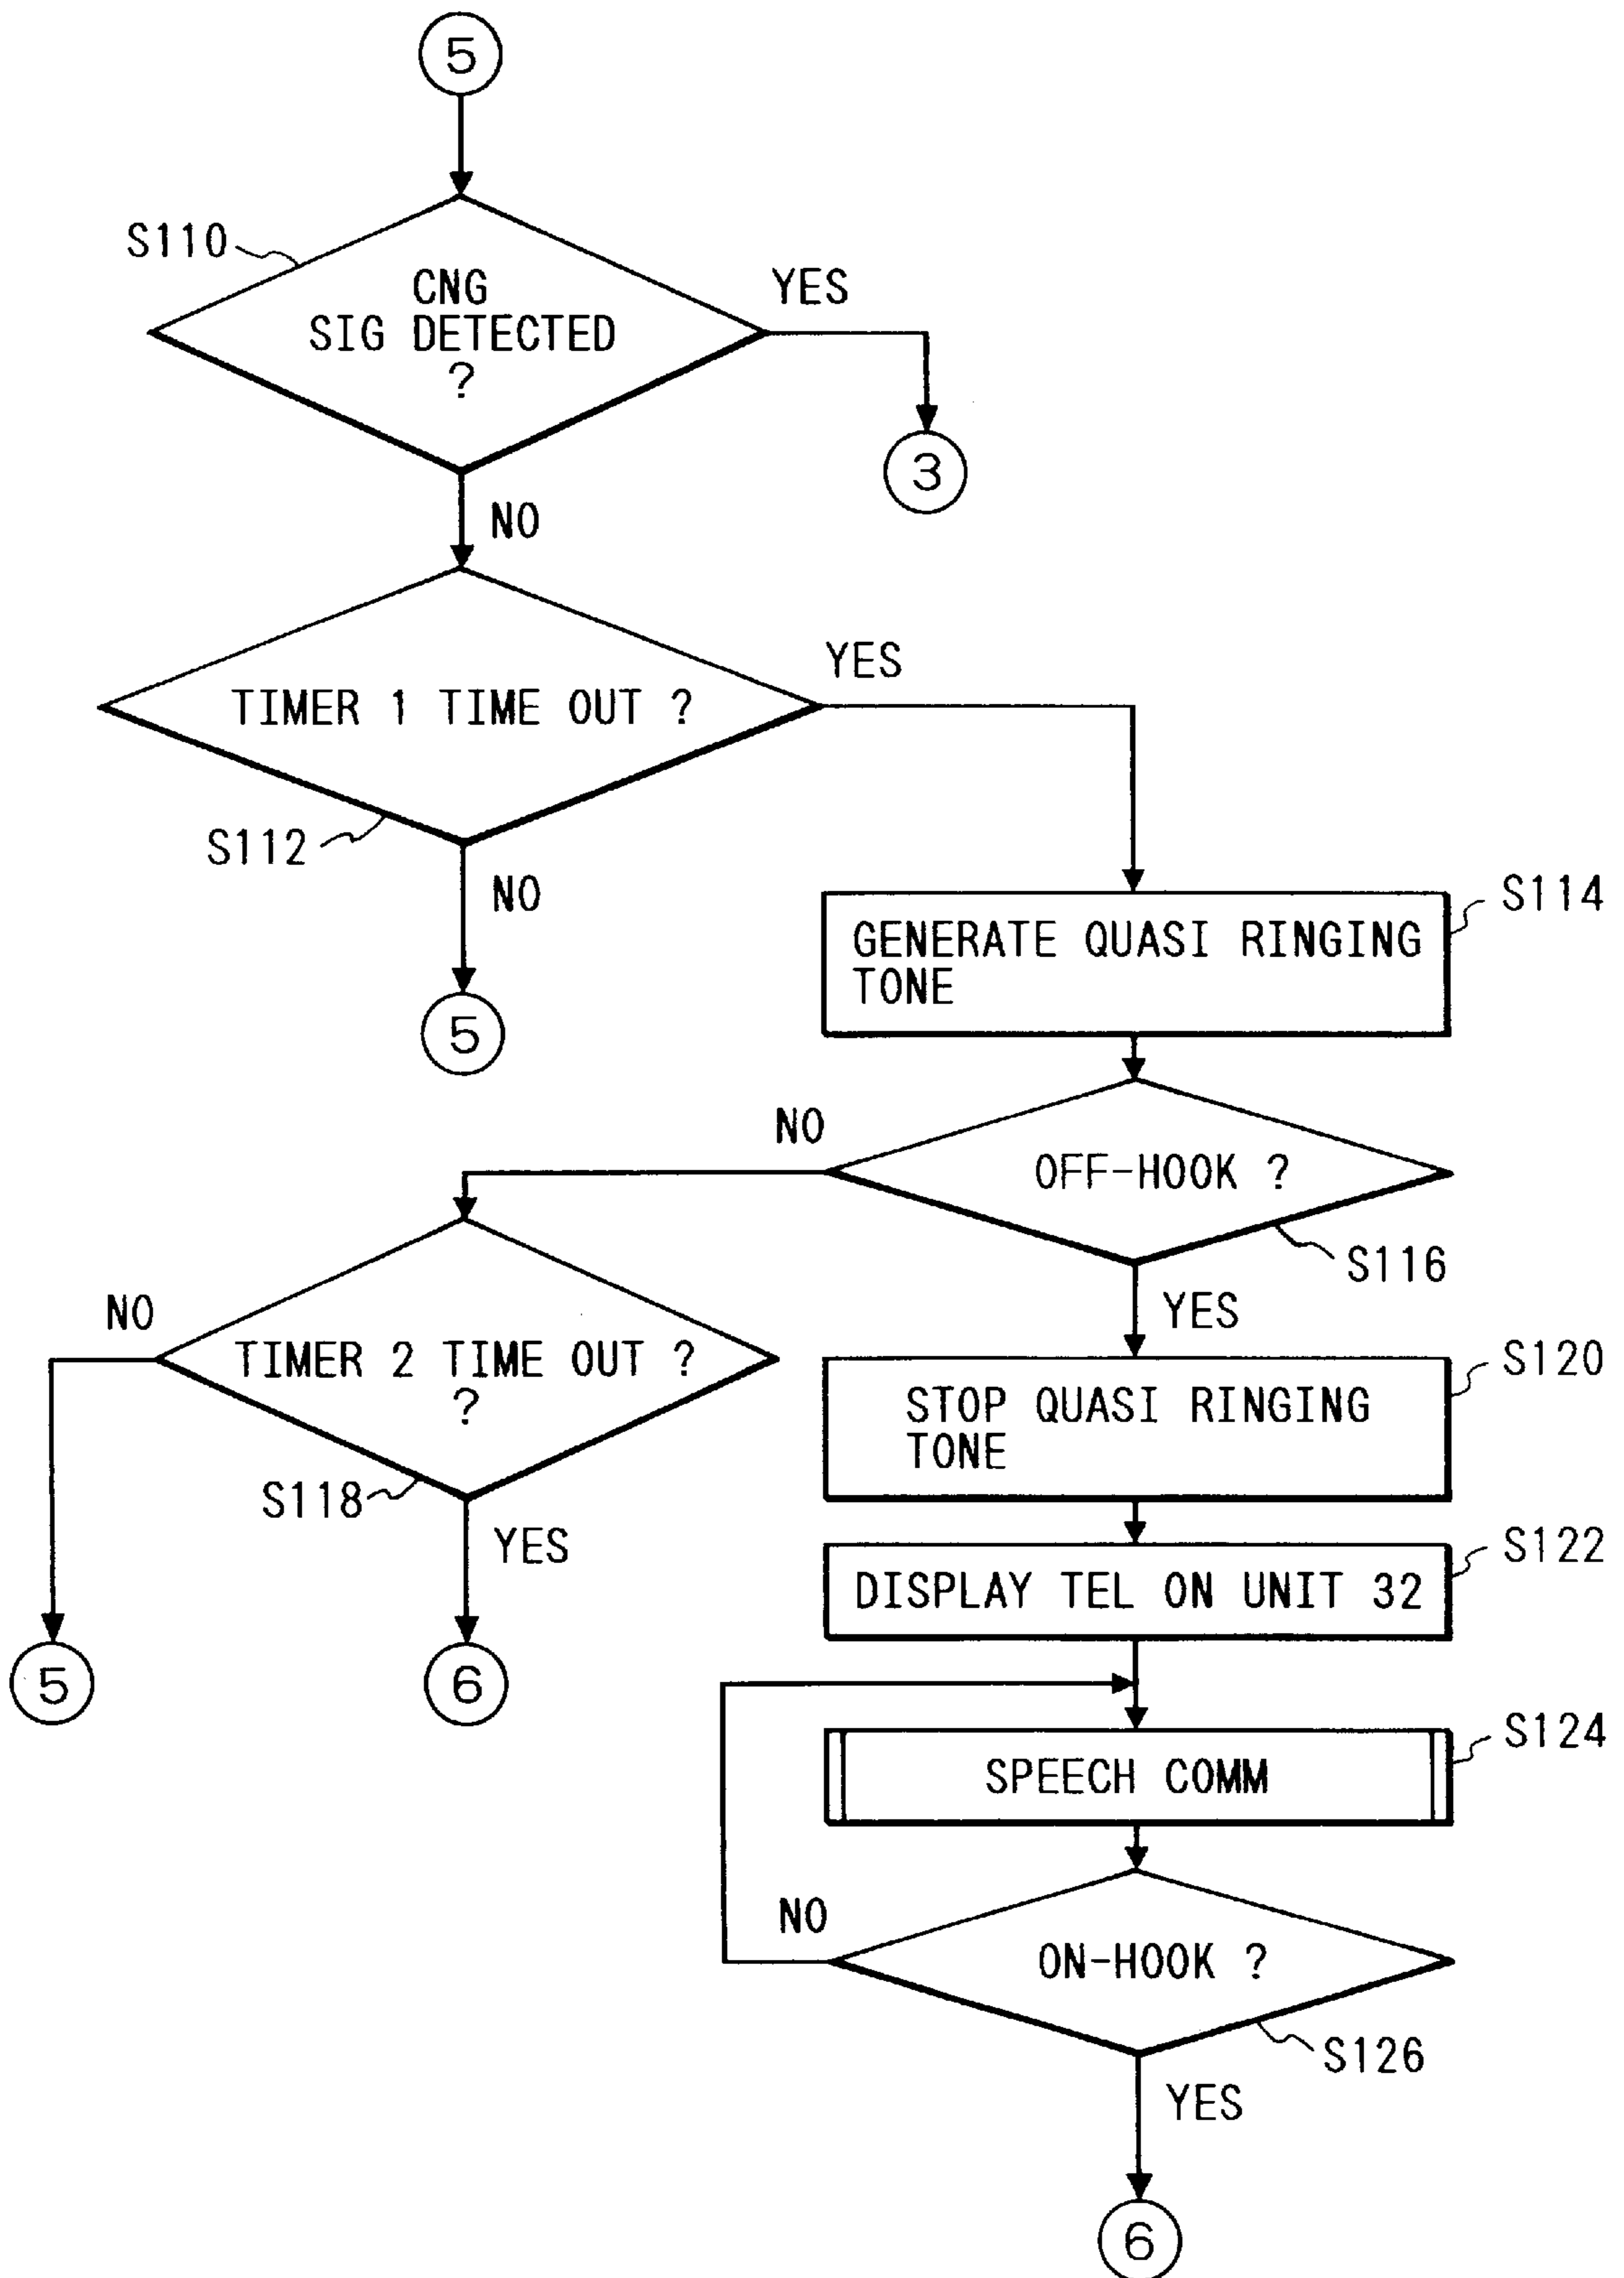 5
S110
CNG
SIG DETECTED
?
YES
3
NO
TIMER 1 TIME OUT ?
YES
S112
NO
5
S114
GENERATE QUASI RINGING
TONE
NO
OFF-HOOK ?
S116
YES
NO
TIMER 2 TIME OUT ?
?
S118
YES
5
6
S120
STOP QUASI RINGING
TONE
S122
DISPLAY TEL ON UNIT 32
S124
SPEECH COMM
NO
ON-HOOK ?
S126
YES
6